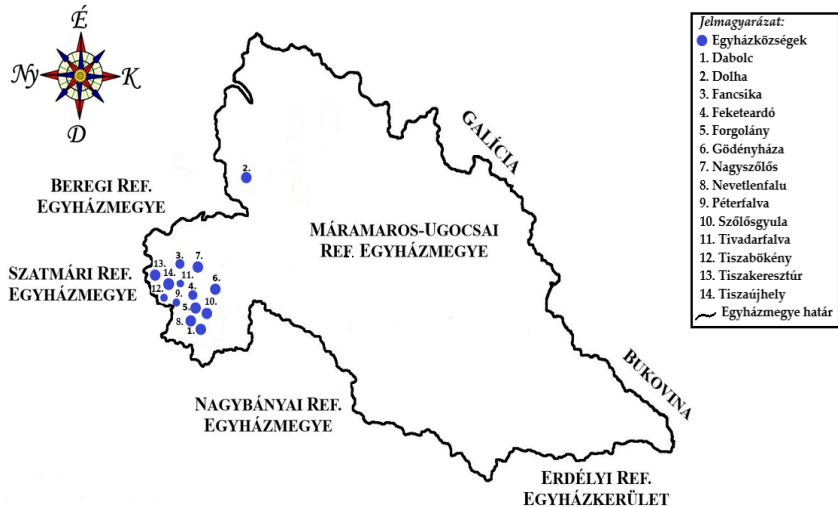 É
Ny
K
D
GALÍCIA
BEREGI REF.
EGYHÁZMEGYE
MÁRAMAROS-UGOCSAI
REF. EGYHÁZMEGYE
SZATMÁRI REF.
EGYHÁZMEGYE
NAGYBÁNYAI REF.
EGYHÁZMEGYE
BUKOVINA
ERDÉLYI REF.
EGYHÁZKERÜLET
2.
3.
7.
13.
14.
11.
6.
12.
9.
4.
5.
10.
8.
1.
Jelmagyarázat:
Egyházközségek
1. Dabolc
2. Dolha
3. Fancsika
4. Feketeardó
5. Forgolány
6. Gödényháza
7. Nagyszőlős
8. Nevetlenfalu
9. Péterfalva
10. Szőlősgyula
11. Tivadarfalva
12. Tiszabökény
13. Tiszakeresztúr
14. Tiszaújhely
Egyházmegye határ